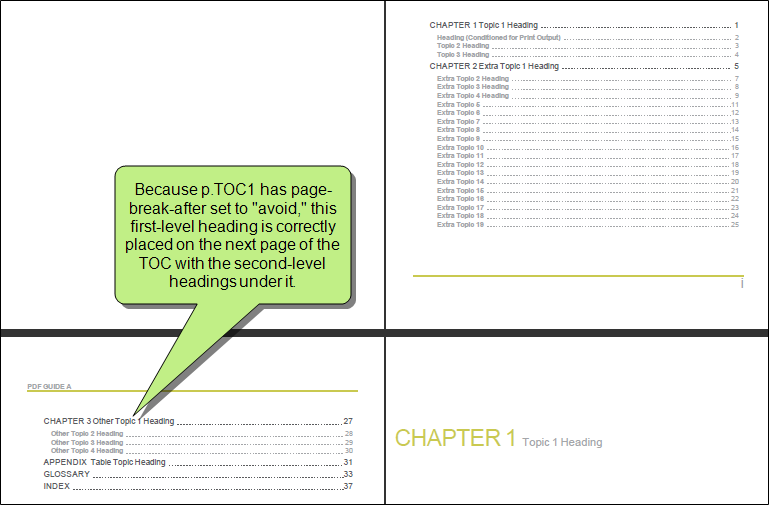 CHAPTER 1 Topic 1 Heading 1
Heading (Conditioned for Print Output) 2
Topic 2 Heading 3
Topic 3 Heading 4
CHAPTER 2 Extra Topic 1 Heading 5
Extra Topic 2 Heading 7
Extra Topic 3 Heading 8
Extra Topic 4 Heading 9
Extra Topic 5 11
Extra Topic 6 12
Extra Topic 7 13
Extra Topic 8 14
Extra Topic 9 15
Extra Topic 10 16
Extra Topic 11 17
Extra Topic 12 18
Extra Topic 13 19
Extra Topic 14 20
Extra Topic 15 21
Extra Topic 16 22
Extra Topic 17 23
Extra Topic 18 24
Extra Topic 19 25
i
Because p.TOC1 has page-
break-after set to "avoid," this
first-level heading is correctly
placed on the next page of the
TOC with the second-level
headings under it.
PDF GUIDE A
CHAPTER 3 Other Topic 1 Heading 27
Other Topic 2 Heading 28
Other Topic 3 Heading 29
Other Topic 4 Heading 30
APPENDIX Table Topic Heading 31
GLOSSARY 33
INDEX 37
CHAPTER 1 Topic 1 Heading